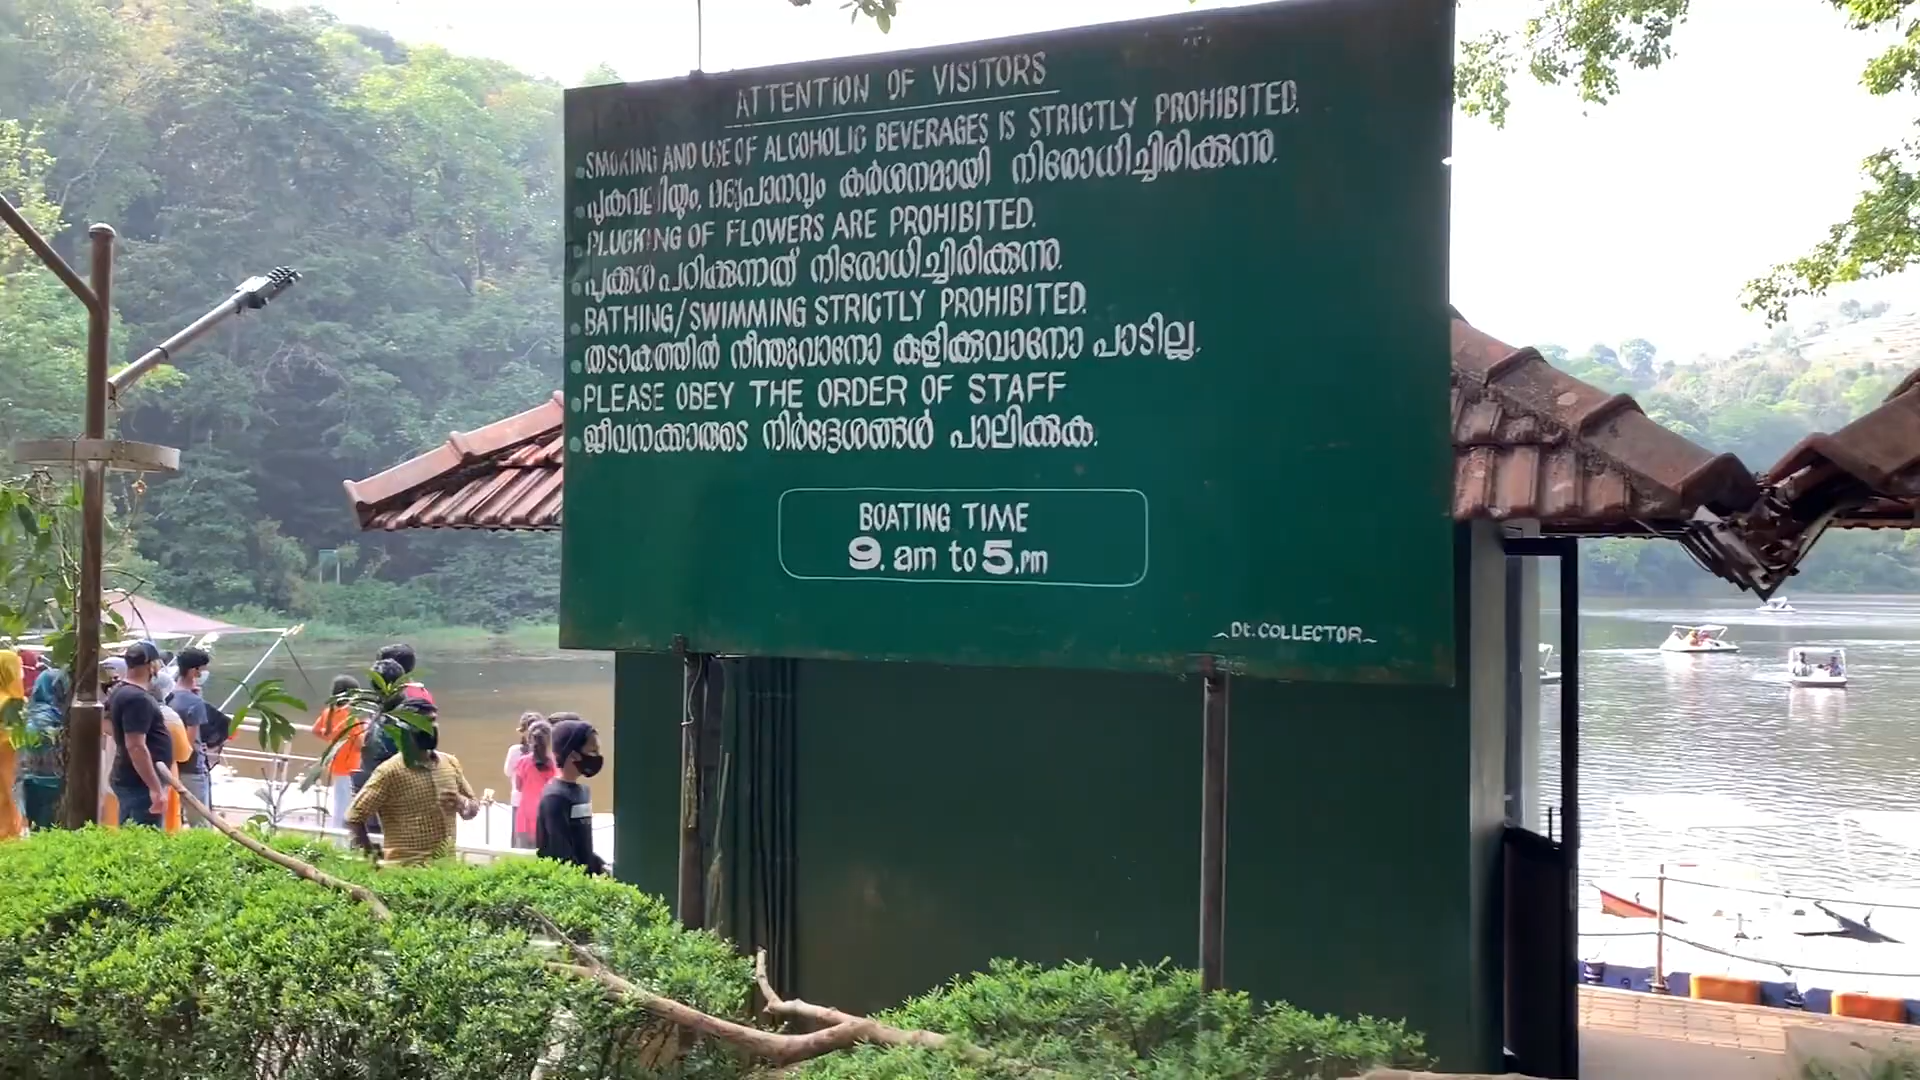 ATTENTION OF VISITORS
SMOKING AND USE OF ALCOHOLIC BEVERAGES IS STRICTLY PROHIBITED.
പുകവലിയും, മദ്യപാനവും കർശനമായി നിരോധിച്ചിരിക്കുന്നു.
PLUCKING OF FLOWERS ARE PROHIBITED.
പൂക്കൾ പറിക്കുന്നത് നിരോധിച്ചിരിക്കുന്നു.
BATHING/SWIMMING STRICTLY PROHIBITED.
തടാകത്തിൽ നീന്തുവാനോ കുളിക്കുവാനോ പാടില്ല.
PLEASE OBEY THE ORDER OF STAFF
ജീവനക്കാരുടെ നിർദ്ദേശങ്ങൾ പാലിക്കുക.
BOATING TIME
9. am to 5.pm
Dt. COLLECTOR